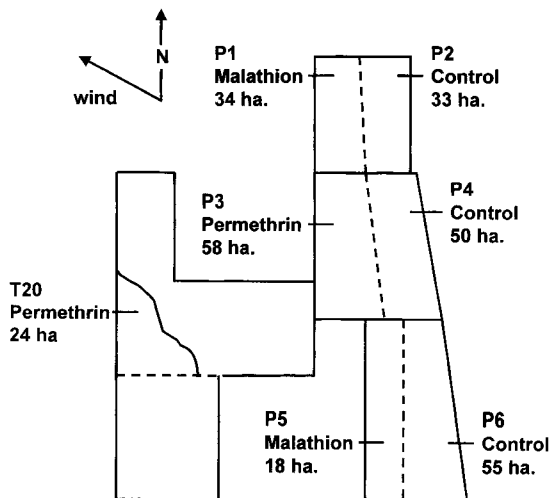 N
wind
P1
Malathion
34 ha.
P2
Control
33 ha.
P3
Permethrin
58 ha.
P4
Control
50 ha.
T20
Permethrin
24 ha
P5
Malathion
18 ha.
P6
Control
55 ha.